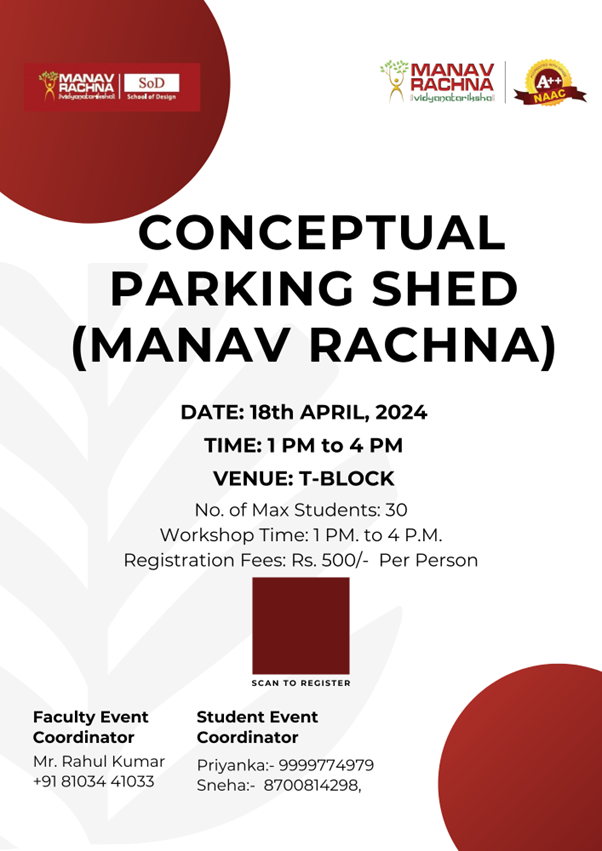 MANAV
RACHNA
vidyanatariksha
SoD
School of Design
MANAV
RACHNA
vidyanatariksha
A++
NAAC
CONCEPTUAL
PARKING SHED
(MANAV RACHNA)
DATE: 18th APRIL, 2024
TIME: 1 PM to 4 PM
VENUE: T-BLOCK
No. of Max Students: 30
Workshop Time: 1 PM. to 4 P.M.
Registration Fees: Rs. 500/- Per Person
SCAN TO REGISTER
Faculty Event
Coordinator
Mr. Rahul Kumar
+91 81034 41033
Student Event
Coordinator
Priyanka:- 9999774979
Sneha:- 8700814298,